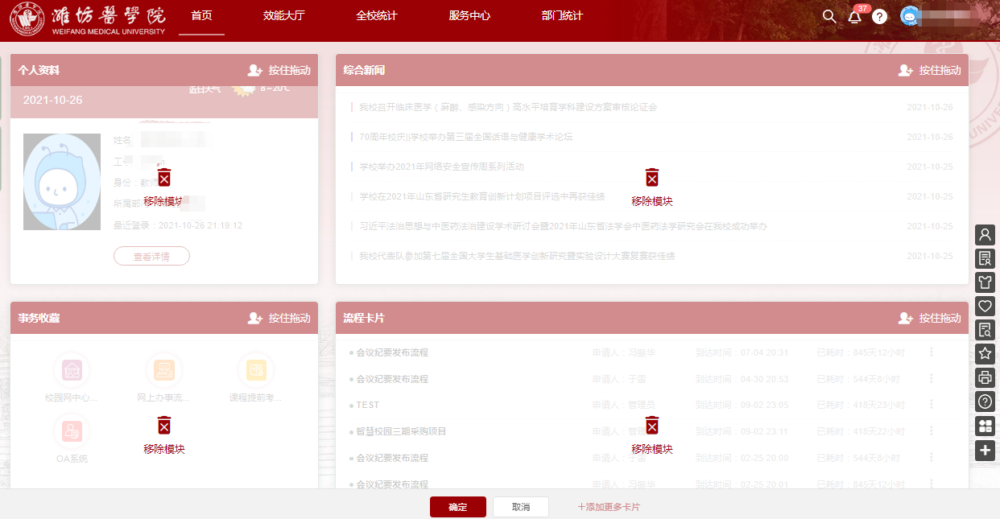 濰坊醫學院
WEIFANG MEDICAL UNIVERSITY
首页
效能大厅
全校统计
服务中心
部门统计
37
个人资料
按住拖动
综合新闻
按住拖动
近日天气
8~20℃
2021-10-26
姓名
身份：教师
移除模块
最近登录：2021-10-26 21:19:12
查看详情
我校召开临床医学（麻醉、感染方向）高水平培育学科建设方案审核论证会 2021-10-26
70周年校庆||学校举办第三届全国话语与健康学术论坛 2021-10-26
学校举办2021年网络安全宣传周系列活动 2021-10-25
学校在2021年山东省研究生教育创新计划项目评选中再获佳绩 2021-10-25
移除模块
习近平法治思想与中医药法治建设学术研讨会暨2021年山东省法学会中医药法学研究会在我校成功举办 2021-10-25
我校代表队参加第七届全国大学生基础医学创新研究暨实验设计大赛复赛获佳绩 2021-10-25
事务收藏
按住拖动
校园网中心...
网上办事流...
课程提前考...
OA系统
移除模块
流程卡片
按住拖动
会议纪要发布流程 申请人：冯振华 到达时间：07-04 20:31 已耗时：845天12小时
会议纪要发布流程 申请人：于雷 到达时间：04-30 20:53 已耗时：544天8小时
TEST 申请人：管理员 到达时间：09-02 23:05 已耗时：418天23小时
智慧校园三期采购项目 申请人：管理员 到达时间：09-02 23:11 已耗时：418天22小时
移除模块
会议纪要发布流程 申请人：于雷 到达时间：02-25 20:00 已耗时：544天8小时
会议纪要发布流程 申请人：冯振华 到达时间：02-25 20:01 已耗时：845天12小时
确定
取消
+添加更多卡片